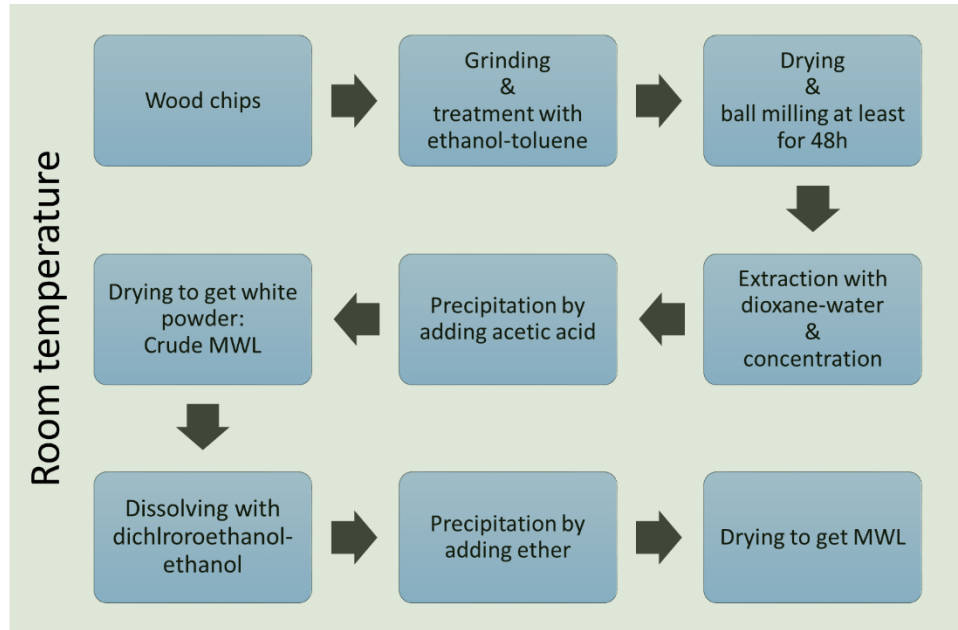 Room temperature
Wood chips
Grinding
&
treatment with
ethanol-toluene
Drying
&
ball milling at least
for 48h
Extraction with
dioxane-water
&
concentration
Precipitation by
adding acetic acid
Drying to get white
powder:
Crude MWL
Dissolving with
dichlroroethanol-
ethanol
Precipitation by
adding ether
Drying to get MWL